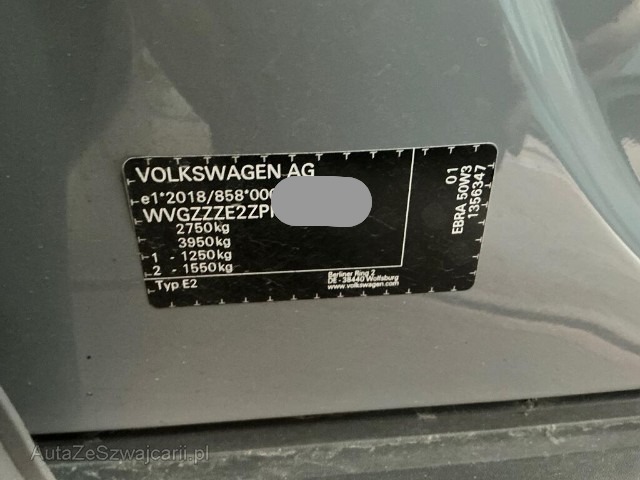 VOLKSWAGEN AG
e1*2018/858*000
WVGZZZE2ZP
2750kg
3950kg
1 - 1250kg
2 - 1550kg
Typ E2
Berliner Ring 2
DE - 38440 Wolfsburg
www.volkswagen.com
01
EBRA 50W3
1356347
AutaZeSzwajcarii.pl